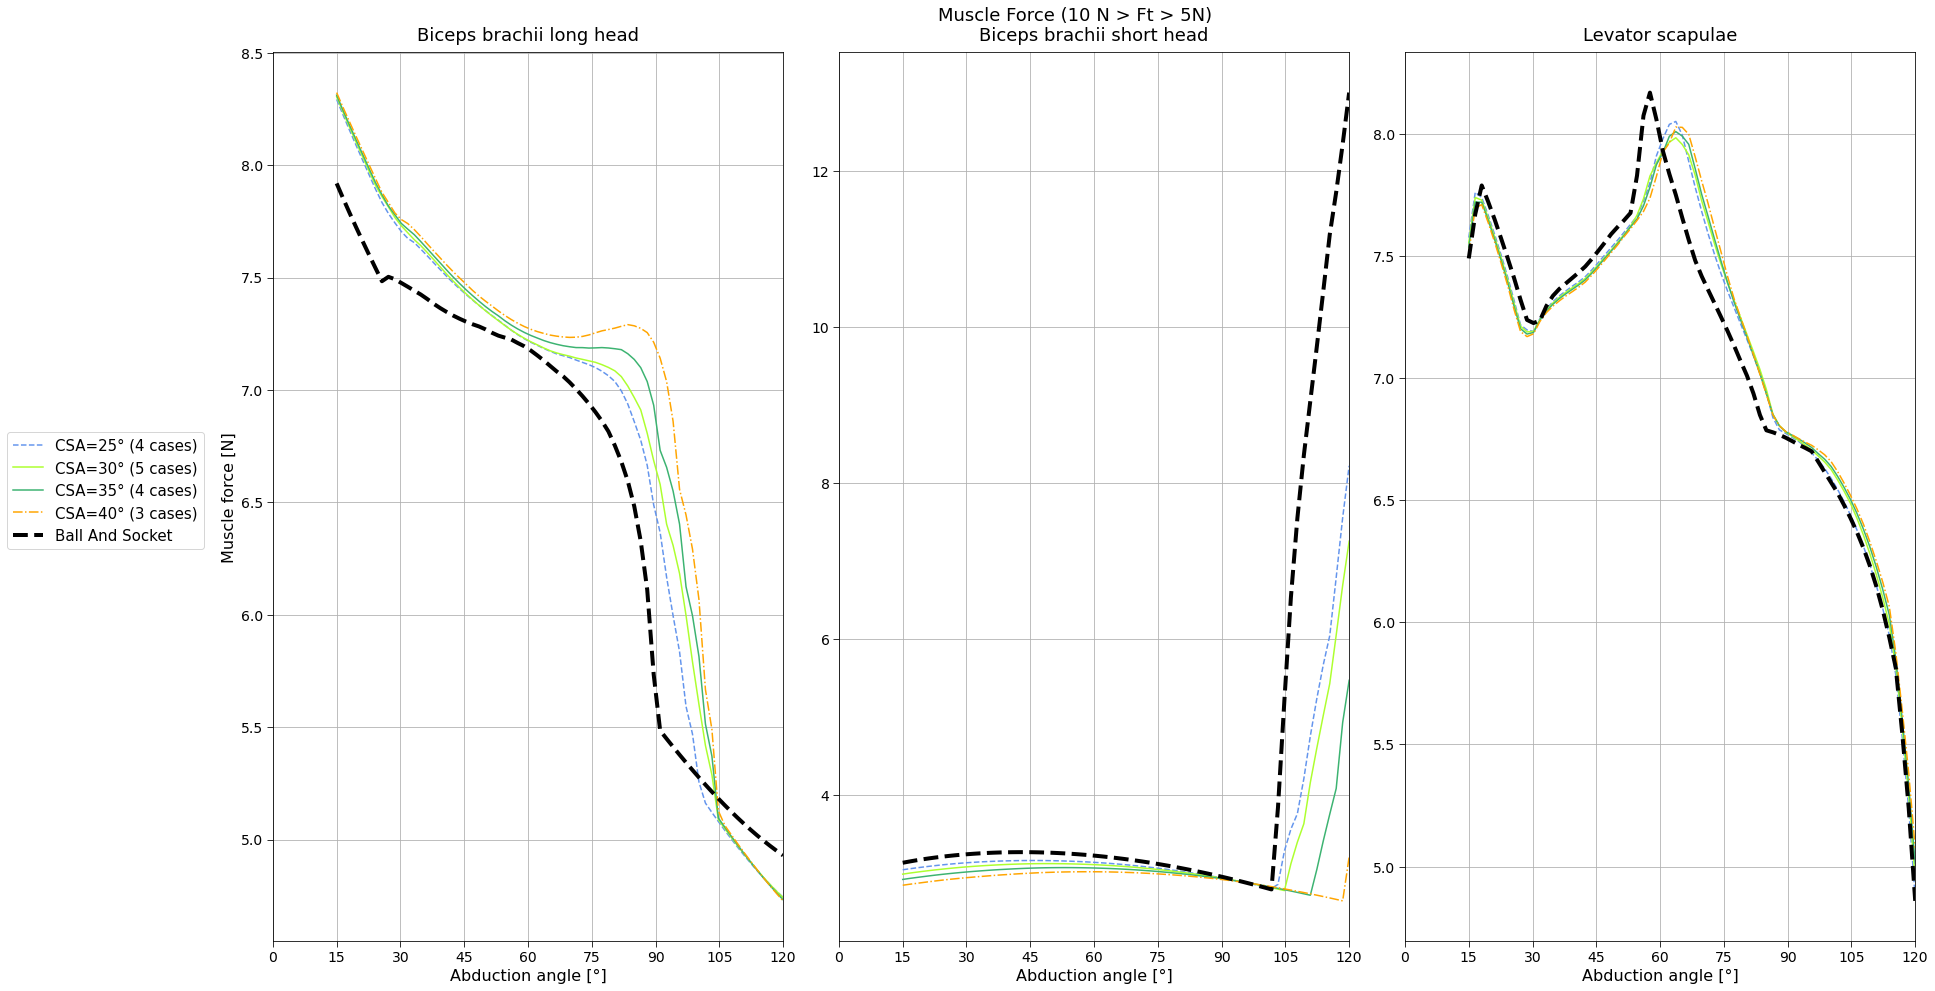 Muscle Force (10 N > Ft > 5N)
Biceps brachii long head
Biceps brachii short head
Levator scapulae
CSA=25° (4 cases)
CSA=30° (5 cases)
CSA=35° (4 cases)
CSA=40° (3 cases)
Ball And Socket
Muscle force [N]
8.5
8.0
7.5
7.0
6.5
6.0
5.5
5.0
0 15 30 45 60 75 90 105 120
Abduction angle [°]
12
10
8
6
4
0 15 30 45 60 75 90 105 120
Abduction angle [°]
8.0
7.5
7.0
6.5
6.0
5.5
5.0
0 15 30 45 60 75 90 105 120
Abduction angle [°]